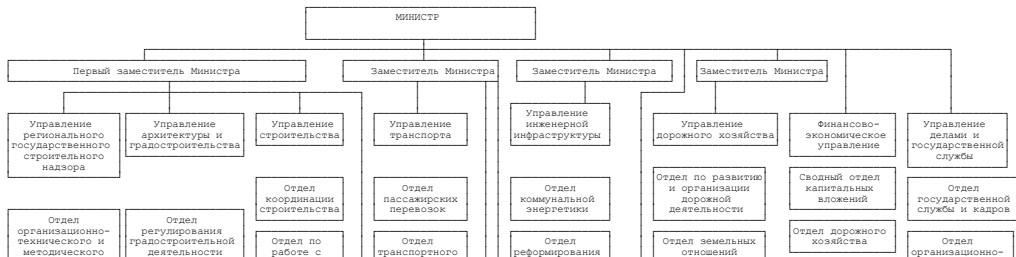 МИНИСТР
Первый заместитель Министра
Заместитель Министра
Заместитель Министра
Заместитель Министра
Управление
регионального
государственного
строительного
надзора
Управление
архитектуры и
градостроительства
Управление
строительства
Управление
транспорта
Управление
инженерной
инфраструктуры
Управление
дорожного хозяйства
Финансово-
экономическое
управление
Управление
делами и
государственной
службы
Отдел
координации
строительства
Отдел
пассажирских
перевозок
Отдел
коммунальной
энергетики
Отдел по развитию
и организации
дорожной
деятельности
Сводный отдел
капитальных
вложений
Отдел
государственной
службы и кадров
Отдел
организационно-
технического и
методического
Отдел
регулирования
градостроительной
деятельности
Отдел по
работе с
Отдел
транспортного
Отдел
реформирования
Отдел земельных
отношений
Отдел дорожного
хозяйства
Отдел
организационно-